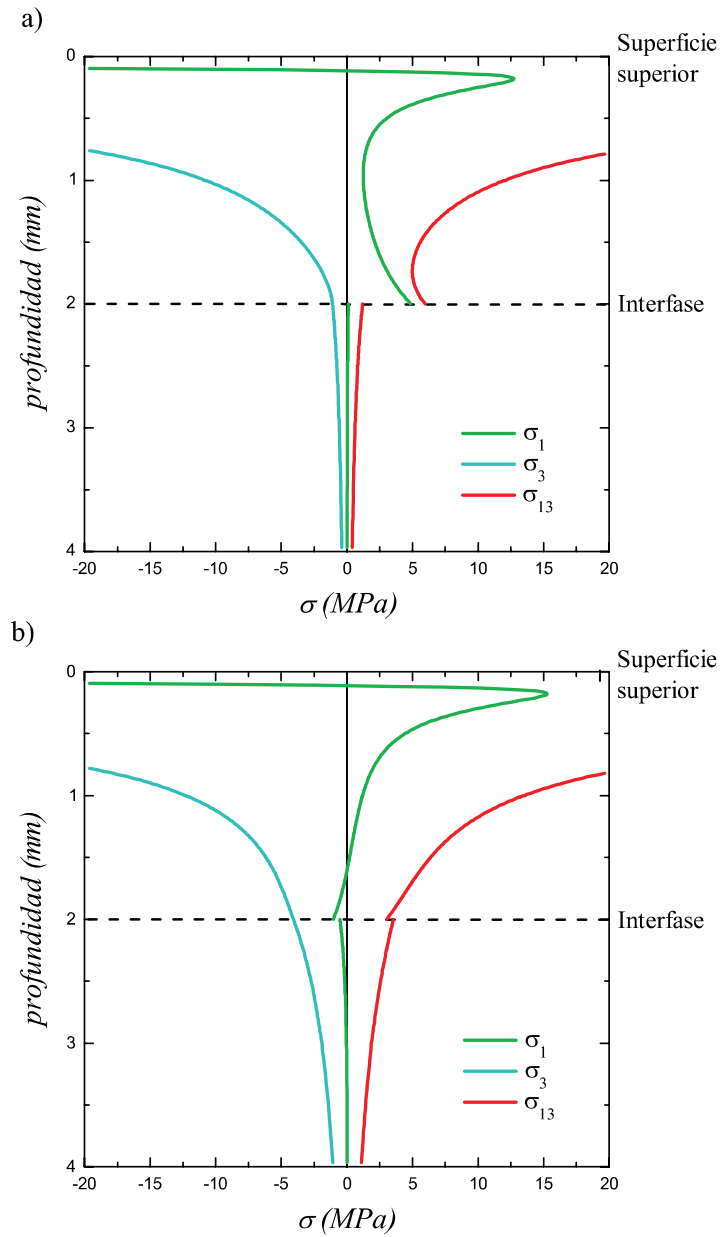 a)
0
1
2
3
4
profundidad (mm)
Superficie
superior
Interfase
σ1
σ3
σ13
-20 -15 -10 -5 0 5 10 15 20
σ (MPa)
b)
0
1
2
3
4
profundidad (mm)
Superficie
superior
Interfase
σ1
σ3
σ13
-20 -15 -10 -5 0 5 10 15 20
σ (MPa)